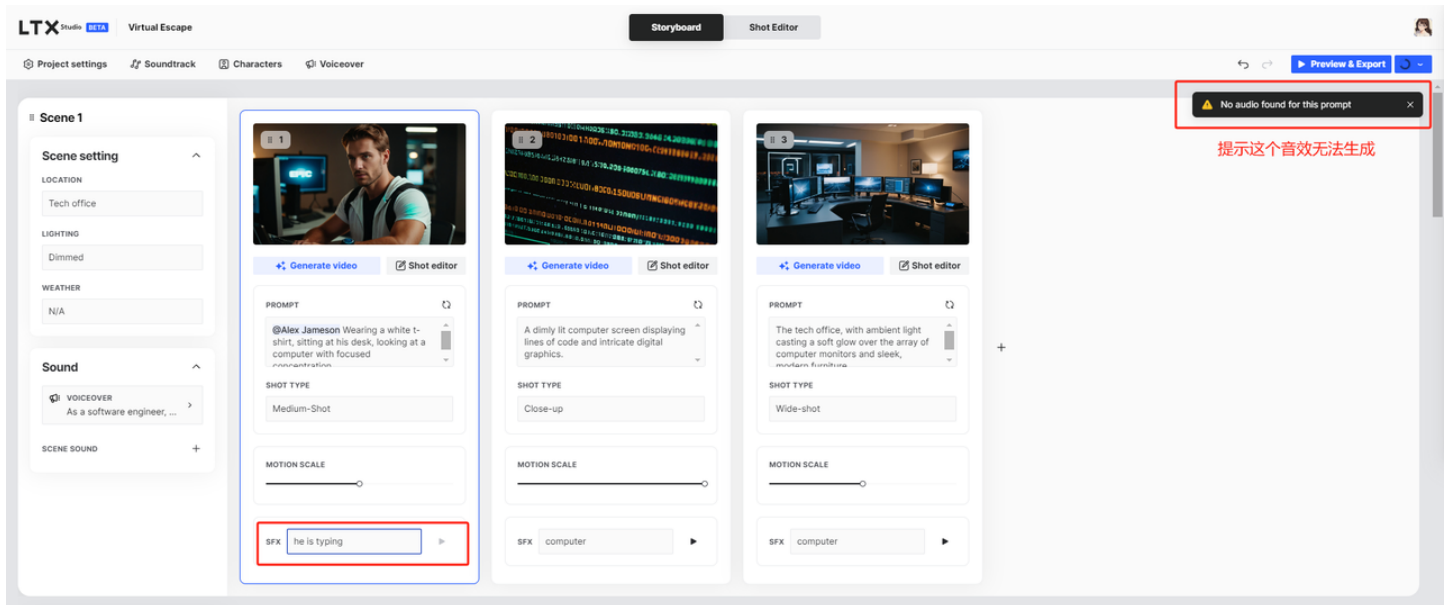 LTX Studio BETA Virtual Escape Storyboard Shot Editor
Project settings Soundtrack Characters Voiceover Preview & Export
No audio found for this prompt
提示这个音效无法生成
Scene 1
Scene setting
LOCATION
Tech office
LIGHTING
Dimmed
WEATHER
N/A
Sound
VOICEOVER
As a software engineer, ...
SCENE SOUND
1
EPIC
Generate video Shot editor
PROMPT
@Alex Jameson Wearing a white t-
shirt, sitting at his desk, looking at a
computer with focused
concentration
SHOT TYPE
Medium-Shot
MOTION SCALE
SFX he is typing
2
Generate video Shot editor
PROMPT
A dimly lit computer screen displaying
lines of code and intricate digital
graphics.
SHOT TYPE
Close-up
MOTION SCALE
SFX computer
3
Generate video Shot editor
PROMPT
The tech office, with ambient light
casting a soft glow over the array of
computer monitors and sleek,
modern furniture
SHOT TYPE
Wide-shot
MOTION SCALE
SFX computer